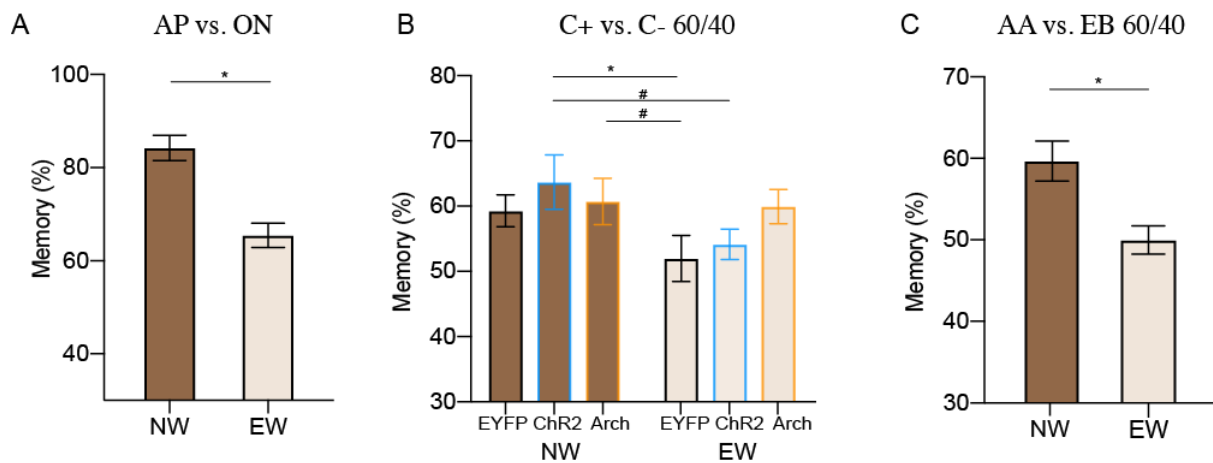 A
AP vs. ON
Memory (%)
100
80
60
40
*
NW
EW
B
C+ vs. C- 60/40
Memory (%)
80
70
60
50
40
30
*
#
#
EYFP ChR2 Arch
EYFP ChR2 Arch
NW
EW
C
AA vs. EB 60/40
Memory (%)
70
60
50
40
30
*
NW
EW